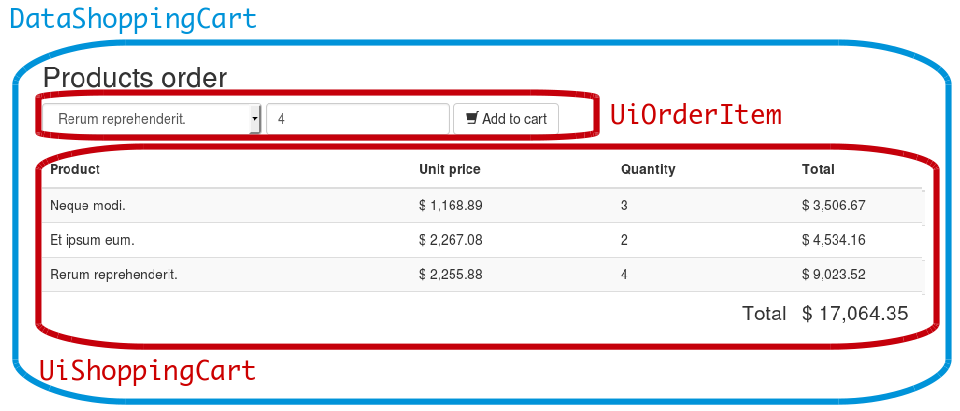 DataShoppingCart
Products order
Rerum reprehenderit. 4 Add to cart
UiOrderItem
Product Unit price Quantity Total
Neque modi. $ 1,168.89 3 $ 3,506.67
Et ipsum eum. $ 2,267.08 2 $ 4,534.16
Rerum reprehenderit. $ 2,255.88 4 $ 9,023.52
Total $ 17,064.35
UiShoppingCart